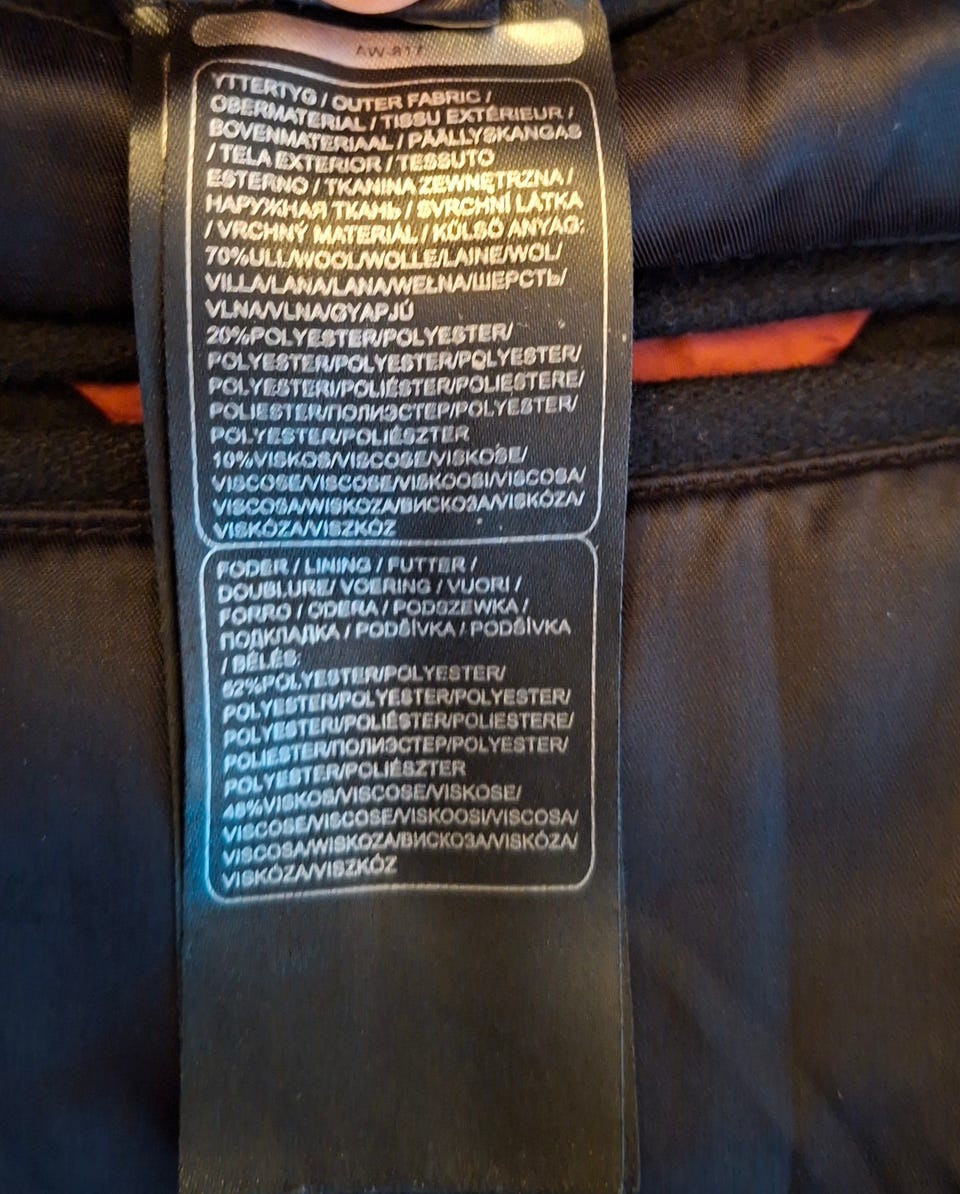 AW-817
YTTERTYG / OUTER FABRIC /
OBERMATERIAL / TISSU EXTÉRIEUR /
BOVENMATERIAAL / PÄÄLLYSKANGAS
/ TELA EXTERIOR / TESSUTO
ESTERNO / TKANINA ZEWNĘTRZNA /
НАРУЖНАЯ ТКАНЬ / SVRCHNÍ LÁTKA
/ VRCHNÝ MATERIÁL / KÜLSŐ ANYAG:
70%ULL/WOOL/WOLLE/LAINE/WOL/
VILLA/LANA/LANA/WEŁNA/ШЕРСТЬ/
VLNA/VLNA/GYAPJÚ
20%POLYESTER/POLYESTER/
POLYESTER/POLYESTER/POLYESTER/
POLYESTERI/POLIÉSTER/POLIESTERE/
POLIESTER/ПОЛИЭСТЕР/POLYESTER/
POLYESTER/POLIÉSZTER
10%VISKOS/VISCOSE/VISKOSE/
VISCOSE/VISCOSE/VISKOOSI/VISCOSA/
VISCOSA/WISKOZA/ВИСКОЗА/VISKÓZA/
VISKÓZA/VISZKÓZ
FODER / LINING / FUTTER /
DOUBLURE/ VOERING / VUORI /
FORRO / ODERA / PODSZEWKA /
ПОДКЛАДКА / PODŠÍVKA / PODŠÍVKA
/ BÉLÉS:
52%POLYESTER/POLYESTER/
POLYESTER/POLYESTER/POLYESTER/
POLYESTER/POLIÉSTER/POLIESTERE/
POLIESTER/ПОЛИЭСТЕР/POLYESTER/
POLYESTER/POLIÉSZTER
48%VISKOS/VISCOSE/VISKOSE/
VISCOSE/VISCOSE/VISKOOSI/VISCOSA/
VISCOSA/WISKOZA/ВИСКОЗА/VISKÓZA/
VISKÓZA/VISZKÓZ